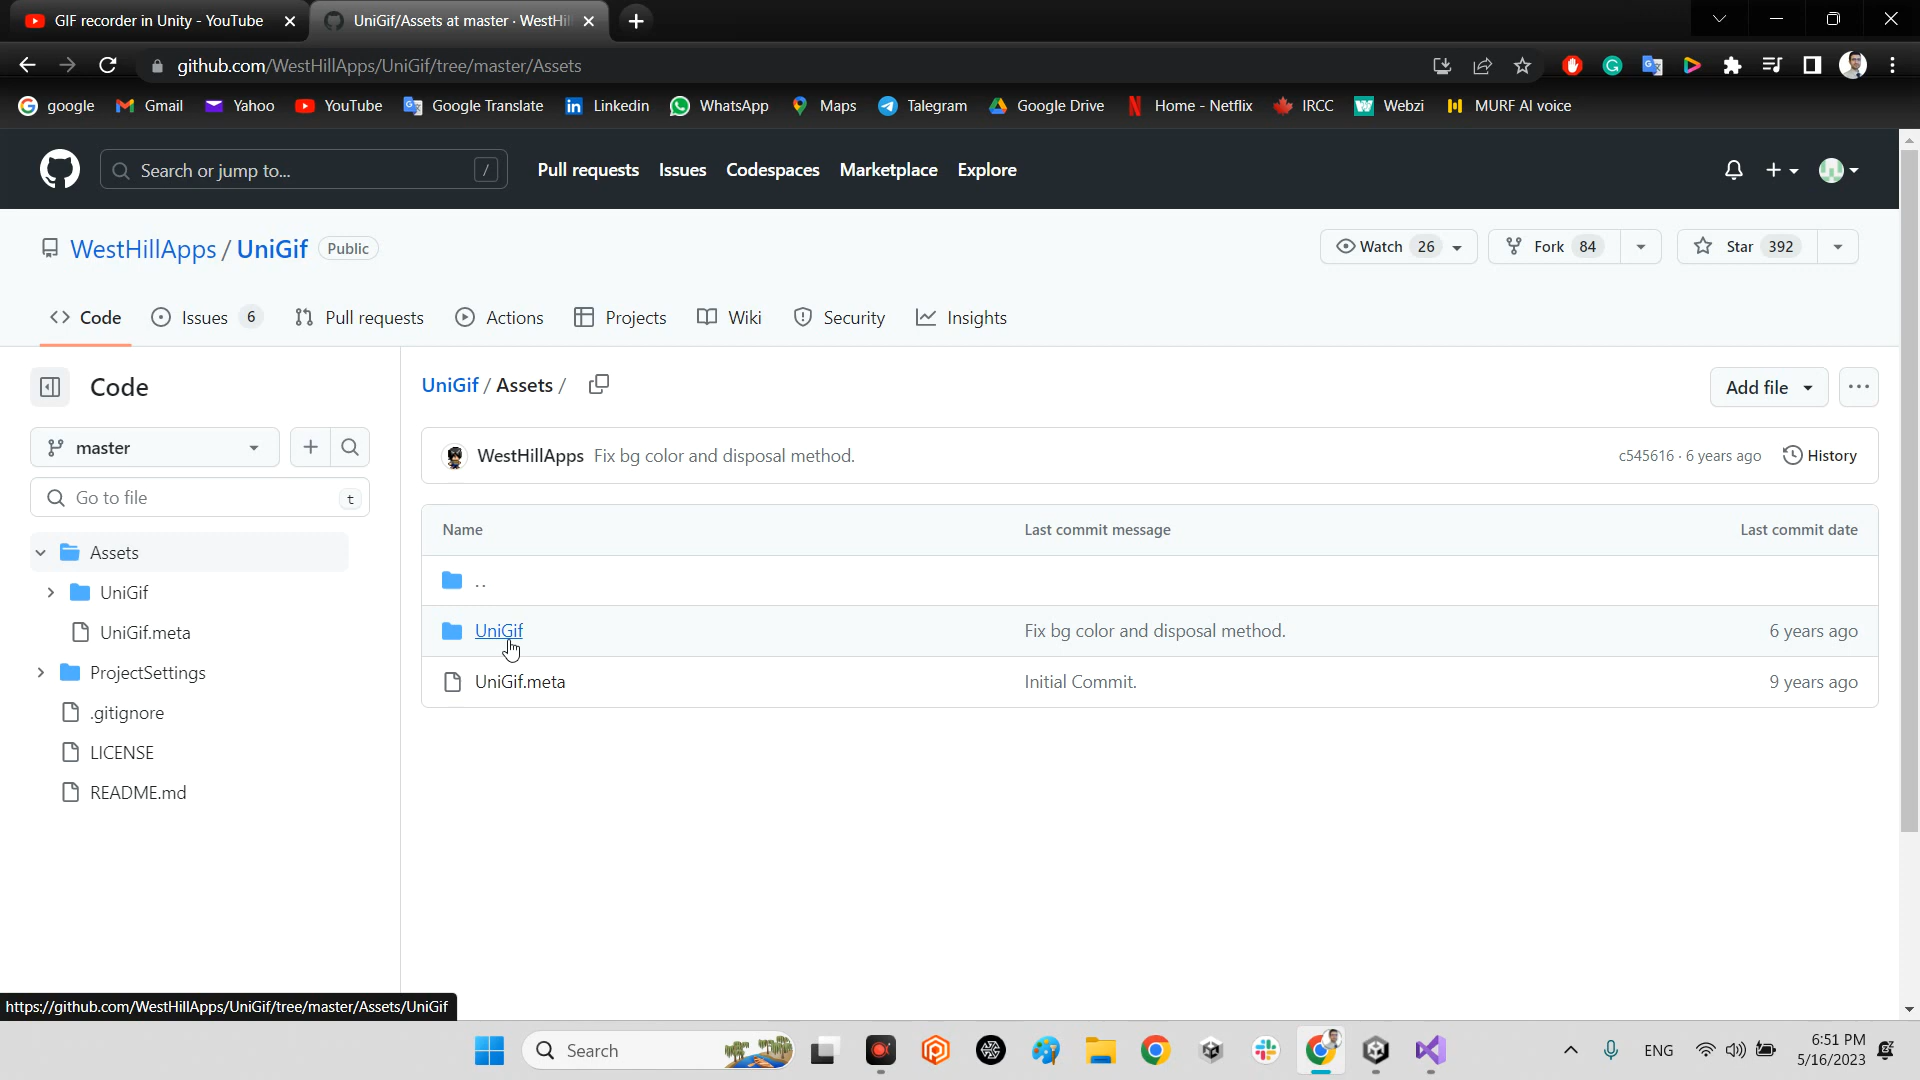 GIF recorder in Unity - YouTube
UniGif/Assets at master · WestHil
github.com/WestHillApps/UniGif/tree/master/Assets
google
Gmail
Yahoo
YouTube
Google Translate
Linkedin
WhatsApp
Maps
Telegram
Google Drive
Home - Netflix
IRCC
Webzi
MURF AI voice
Search or jump to...
/
Pull requests
Issues
Codespaces
Marketplace
Explore
WestHillApps / UniGif
Public
Watch 26
Fork 84
Star 392
Code
Issues 6
Pull requests
Actions
Projects
Wiki
Security
Insights
Code
master
Go to file
t
Assets
UniGif
UniGif.meta
ProjectSettings
.gitignore
LICENSE
README.md
UniGif / Assets /
Add file
WestHillApps Fix bg color and disposal method.
c545616 · 6 years ago
History
Name
Last commit message
Last commit date
..
UniGif
Fix bg color and disposal method.
6 years ago
UniGif.meta
Initial Commit.
9 years ago
https://github.com/WestHillApps/UniGif/tree/master/Assets/UniGif
Search
ENG
6:51 PM
5/16/2023